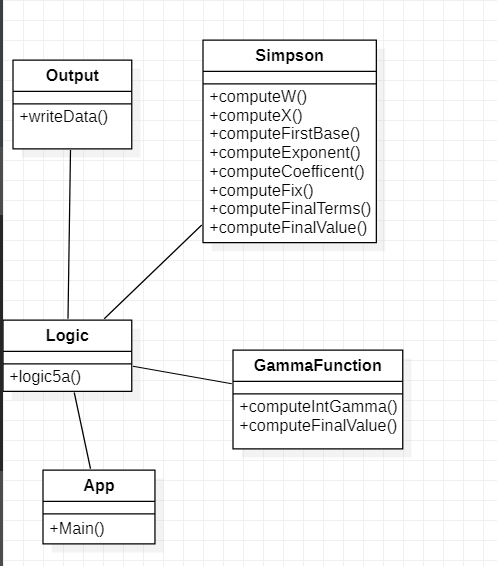 Output
+writeData()
Simpson
+computeW()
+computeX()
+computeFirstBase()
+computeExponent()
+computeCoefficent()
+computeFix()
+computeFinalTerms()
+computeFinalValue()
Logic
+logic5a()
GammaFunction
+computeIntGamma()
+computeFinalValue()
App
+Main()